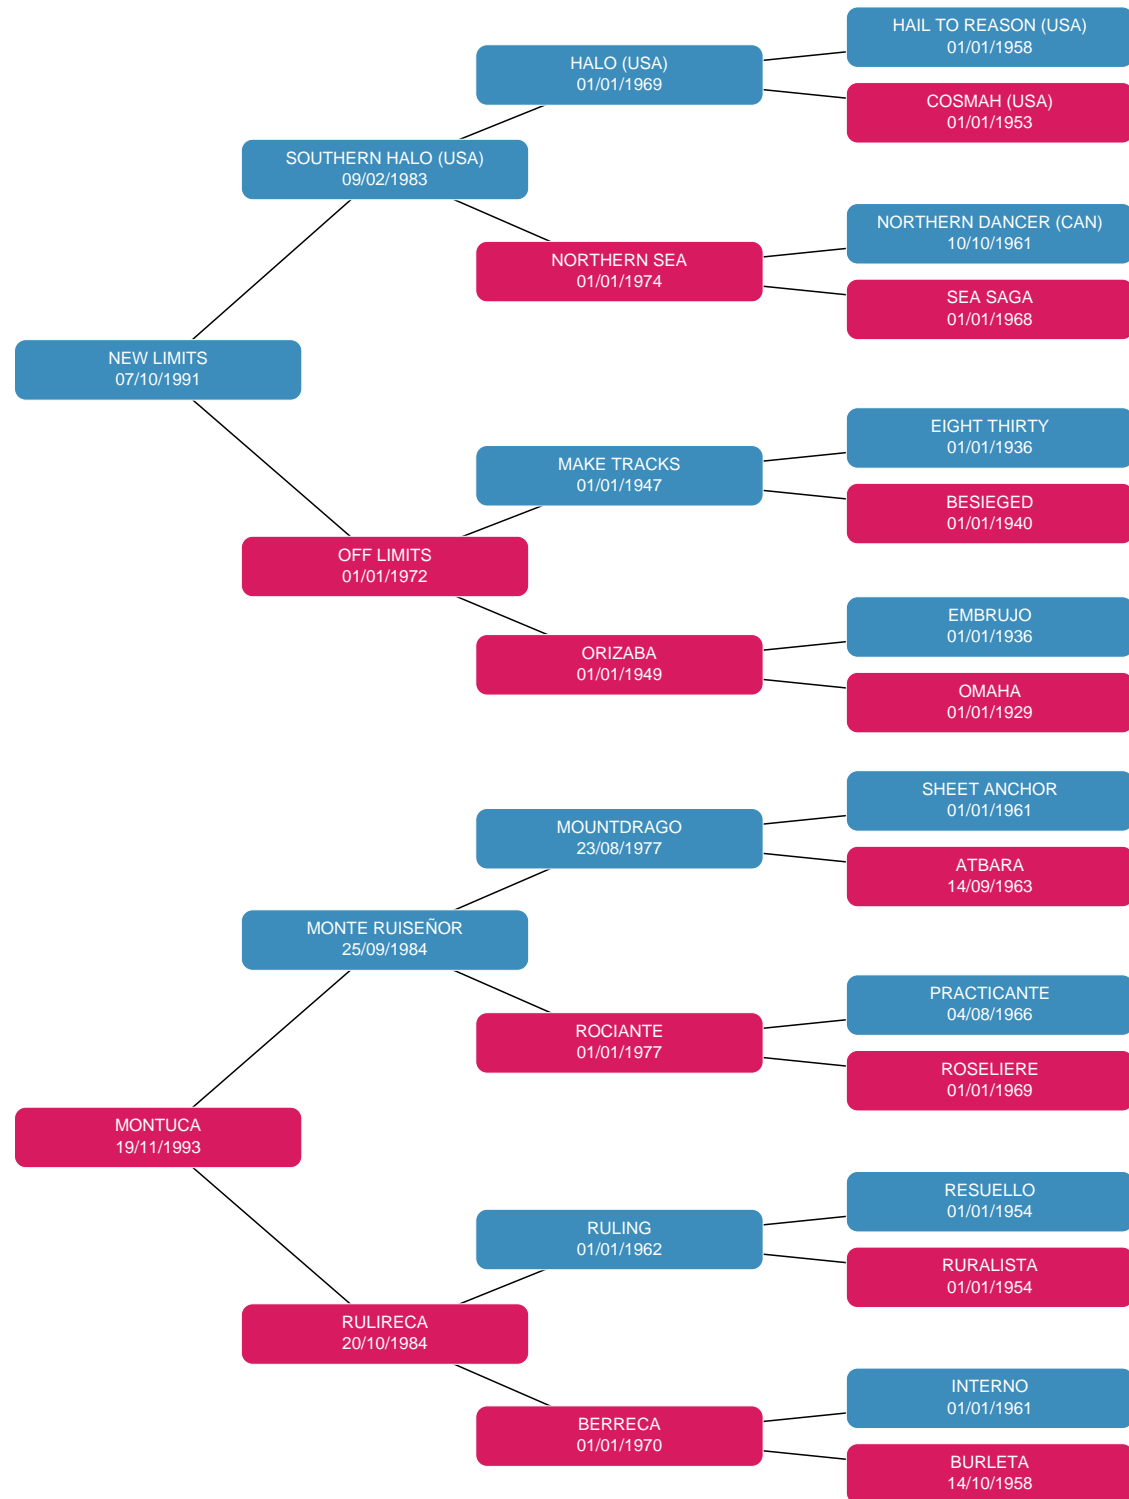 HAIL TO REASON (USA)
01/01/1958
HALO (USA)
01/01/1969
COSMAH (USA)
01/01/1953
SOUTHERN HALO (USA)
09/02/1983
NORTHERN DANCER (CAN)
10/10/1961
NORTHERN SEA
01/01/1974
SEA SAGA
01/01/1968
NEW LIMITS
07/10/1991
EIGHT THIRTY
01/01/1936
MAKE TRACKS
01/01/1947
BESIEGED
01/01/1940
OFF LIMITS
01/01/1972
EMBRUJO
01/01/1936
ORIZABA
01/01/1949
OMAHA
01/01/1929
SHEET ANCHOR
01/01/1961
MOUNTDRAGO
23/08/1977
ATBARA
14/09/1963
MONTE RUISEÑOR
25/09/1984
PRACTICANTE
04/08/1966
ROCIANTE
01/01/1977
ROSELIERE
01/01/1969
MONTUCA
19/11/1993
RESUELLO
01/01/1954
RULING
01/01/1962
RURALISTA
01/01/1954
RULIRECA
20/10/1984
INTERNO
01/01/1961
BERRECA
01/01/1970
BURLETA
14/10/1958